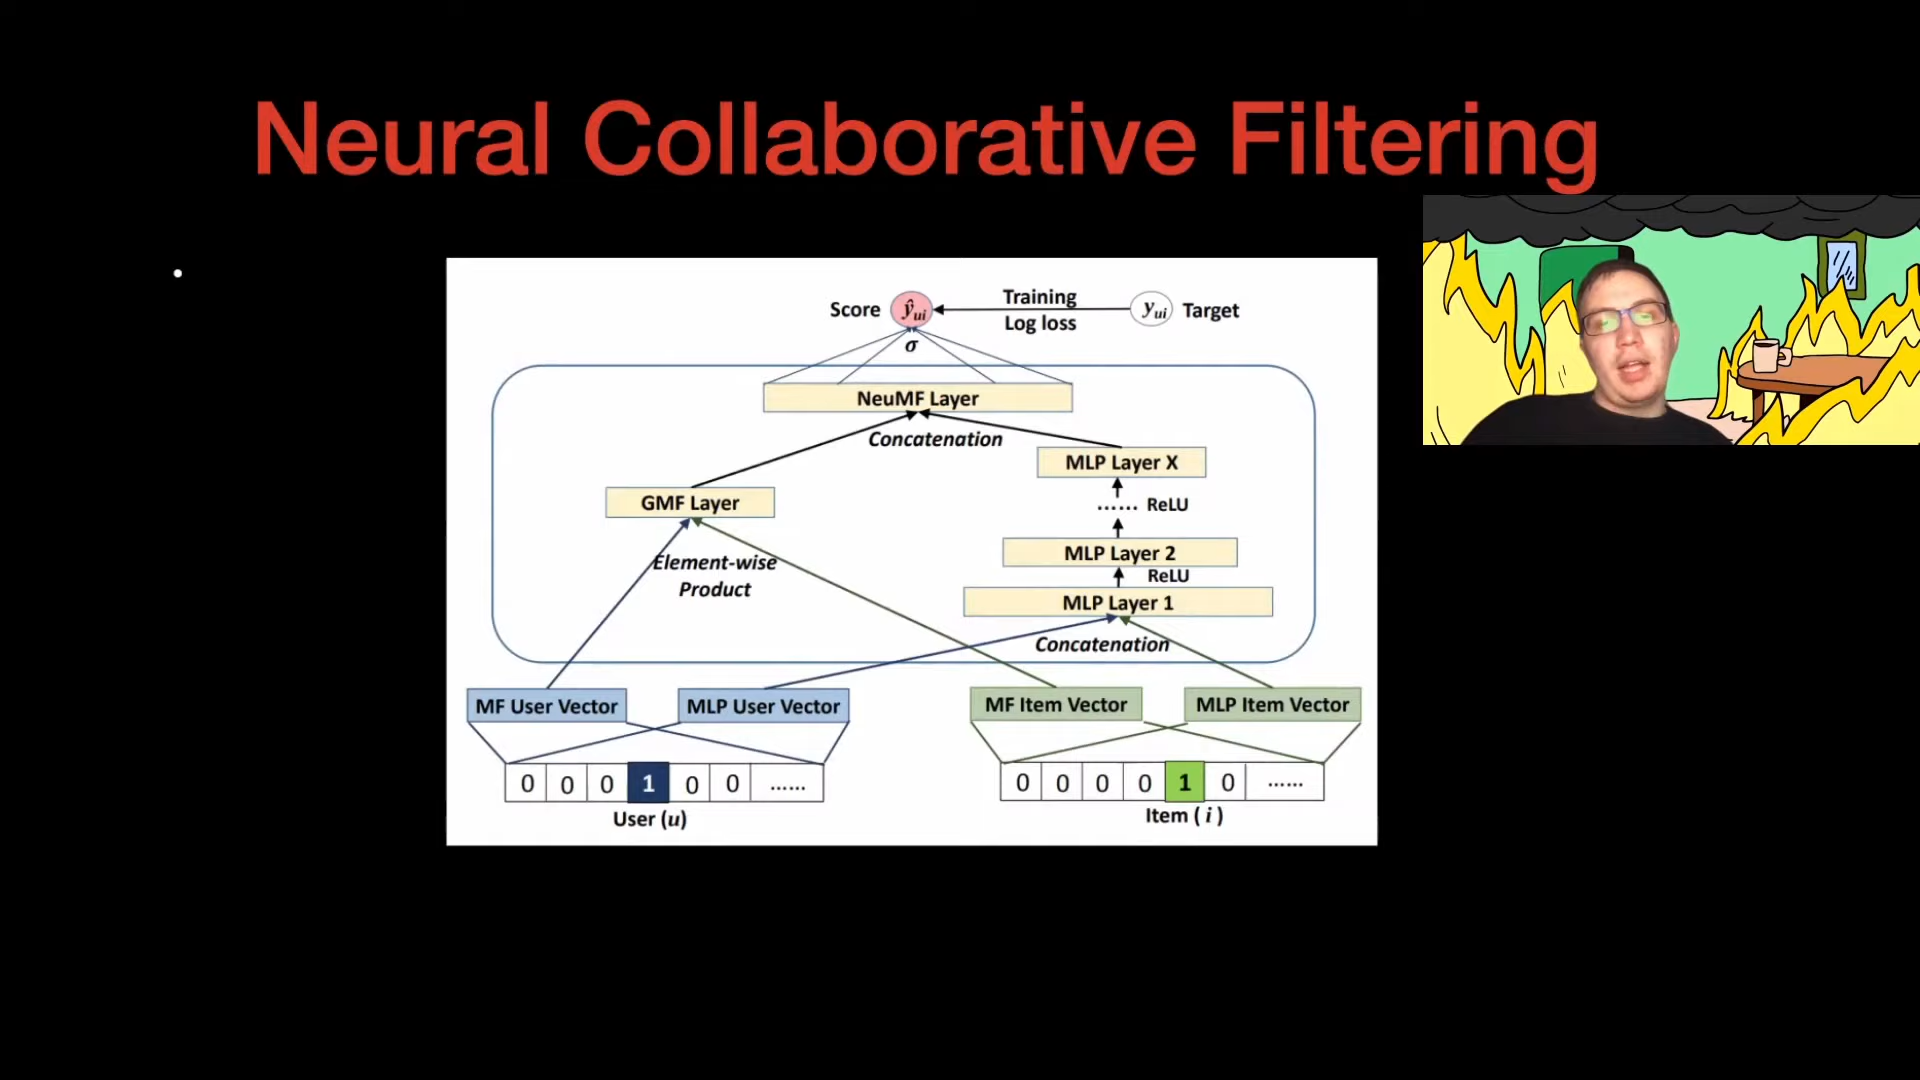 Neural Collaborative Filtering
Score ŷui Training yui Target
Log loss
σ
NeuMF Layer
Concatenation
MLP Layer X
GMF Layer
...... ReLU
Element-wise
Product
MLP Layer 2
ReLU
MLP Layer 1
Concatenation
MF User Vector MLP User Vector MF Item Vector MLP Item Vector
0 0 0 1 0 0 ...... 0 0 0 0 1 0 ......
User (u) Item ( i )